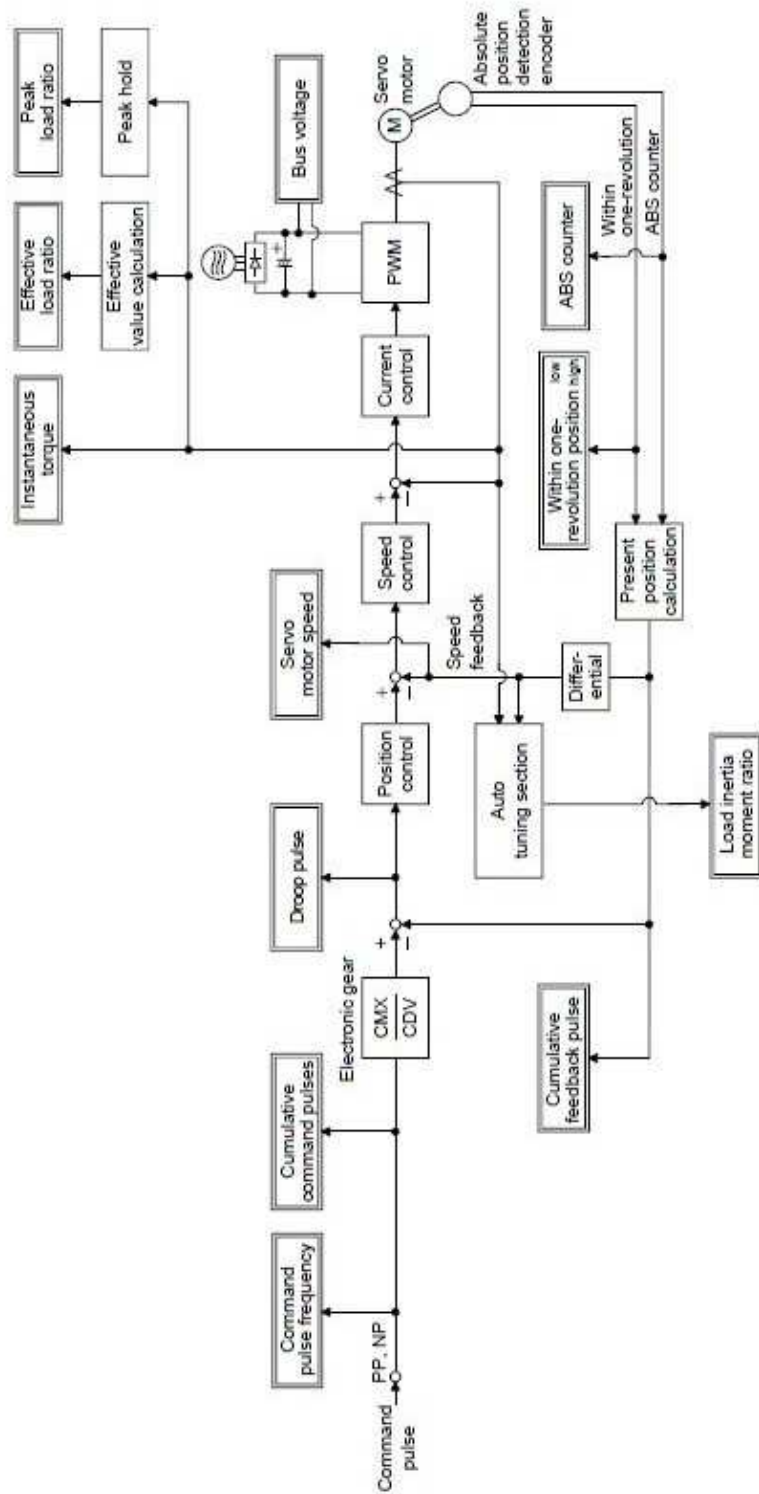 Instantaneous
torque
Effective
load ratio
Peak
load ratio
Effective
value calculation
Peak hold
Command
pulse frequency
Cumulative
command pulses
Droop pulse
Servo
motor speed
Bus voltage
Command
pulse
PP, NP
Electronic gear
CMX
CDV
+
−
Position
control
+
−
Speed
control
+
−
Current
control
PWM
+
M
Servo
motor
Speed
feedback
Absolute
position
detection
encoder
Auto
tuning section
Differ-
ential
Within
one-revolution
ABS counter
Cumulative
feedback pulse
Within one-
revolution position
low
high
ABS counter
Present
position
calculation
Load inertia
moment ratio